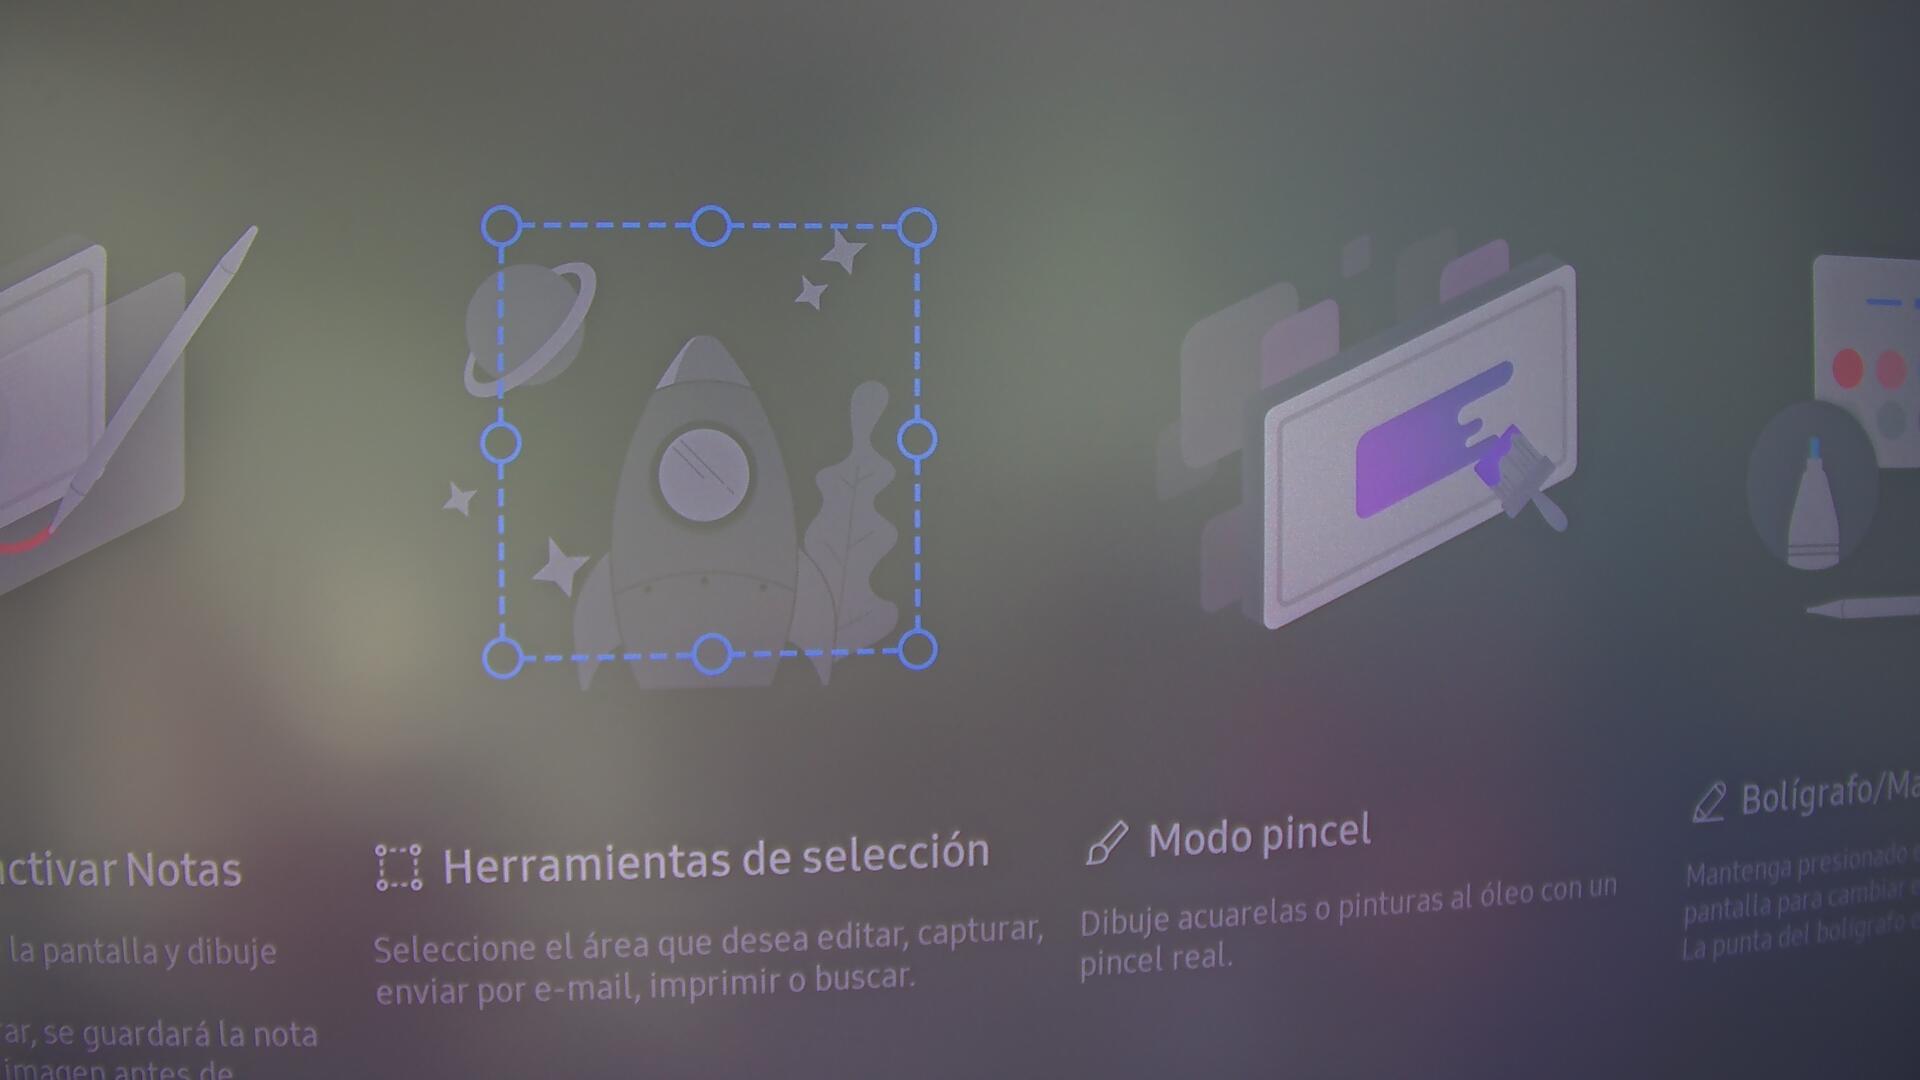 activar Notas
la pantalla y dibuje
se guardará la nota
imagen antes de
Herramientas de selección
Seleccione el área que desea editar, capturar,
enviar por e-mail, imprimir o buscar.
Modo pincel
Dibuje acuarelas o pinturas al óleo con un
pincel real.
Bolígrafo/Ma
Mantenga presionado
pantalla para cambiar
La punta del bolígrafo